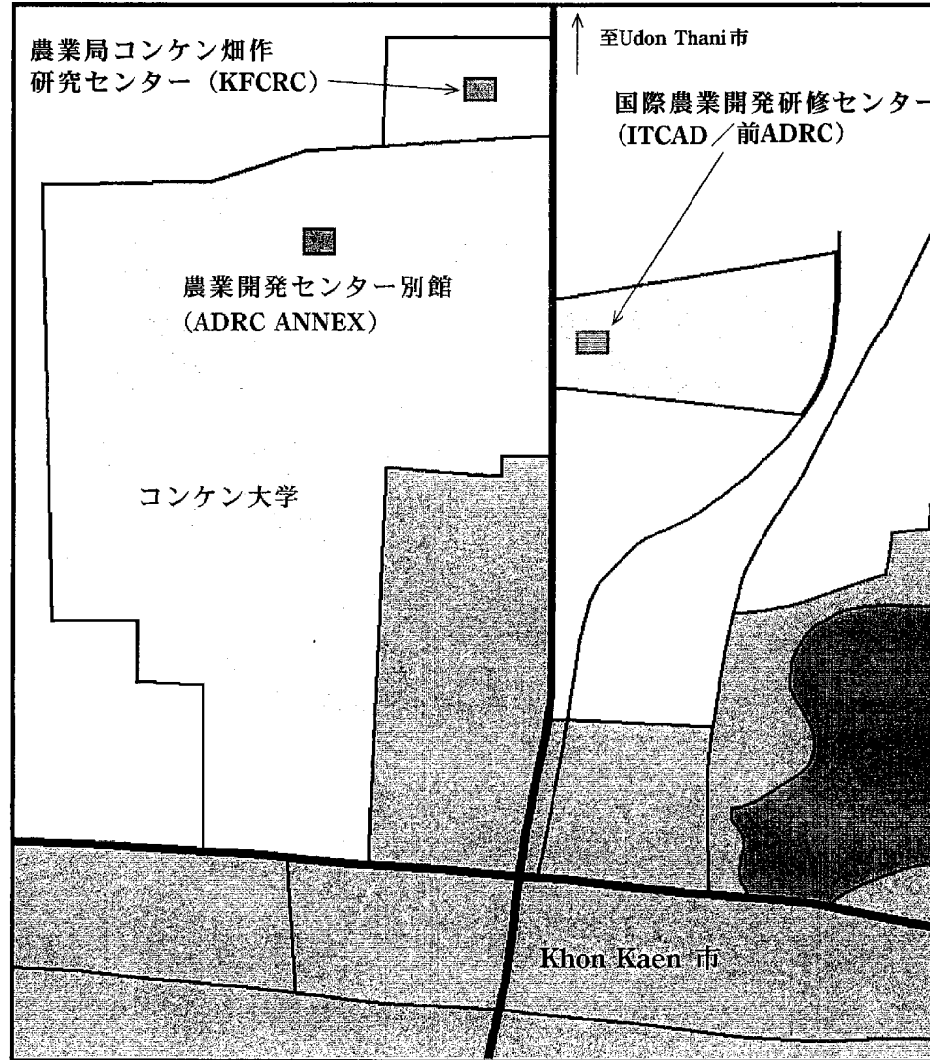 農業局コンケン畑作
研究センター（KFCRC）
至Udon Thani市
国際農業開発研修センター
(ITCAD／前ADRC)
農業開発センター別館
(ADRC ANNEX)
コンケン大学
Khon Kaen 市